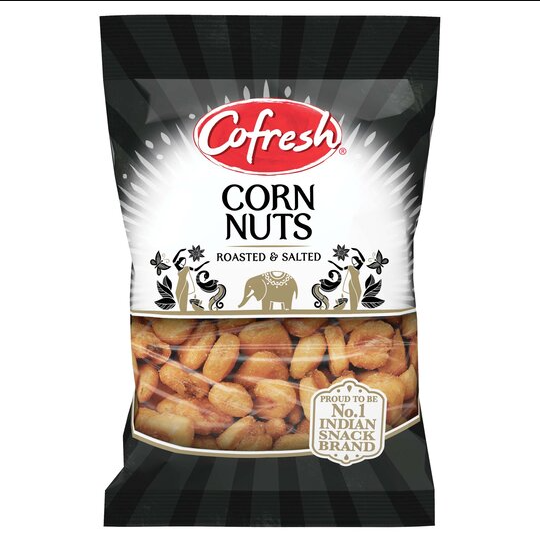 Cofresh®
CORN
NUTS
ROASTED & SALTED
PROUD TO BE
No.1
INDIAN
SNACK
BRAND